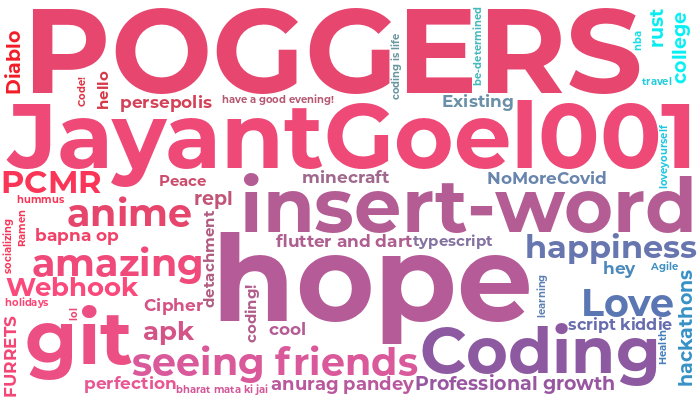 POGGERS
Diablo
Code!
hello
persepolis
have a good evening!
coding is life
be-determined
Existing
nba
rust
college
travel
JayantGoel001
loveyourself
PCMR
hummus
Peace
minecraft
NoMoreCovid
anime
repl
insert-word
socializing
Ramen
bapna op
detachment
flutter and dart
typescript
happiness
amazing
hope
hey
Agile
Webhook
holidays
lol
Cipher
coding!
learning
Love
hackathons
FURRETS
git
apk
cool
script kiddie
Health
seeing friends
Coding
perfection
bharat mata ki jai
anurag pandey
Professional growth